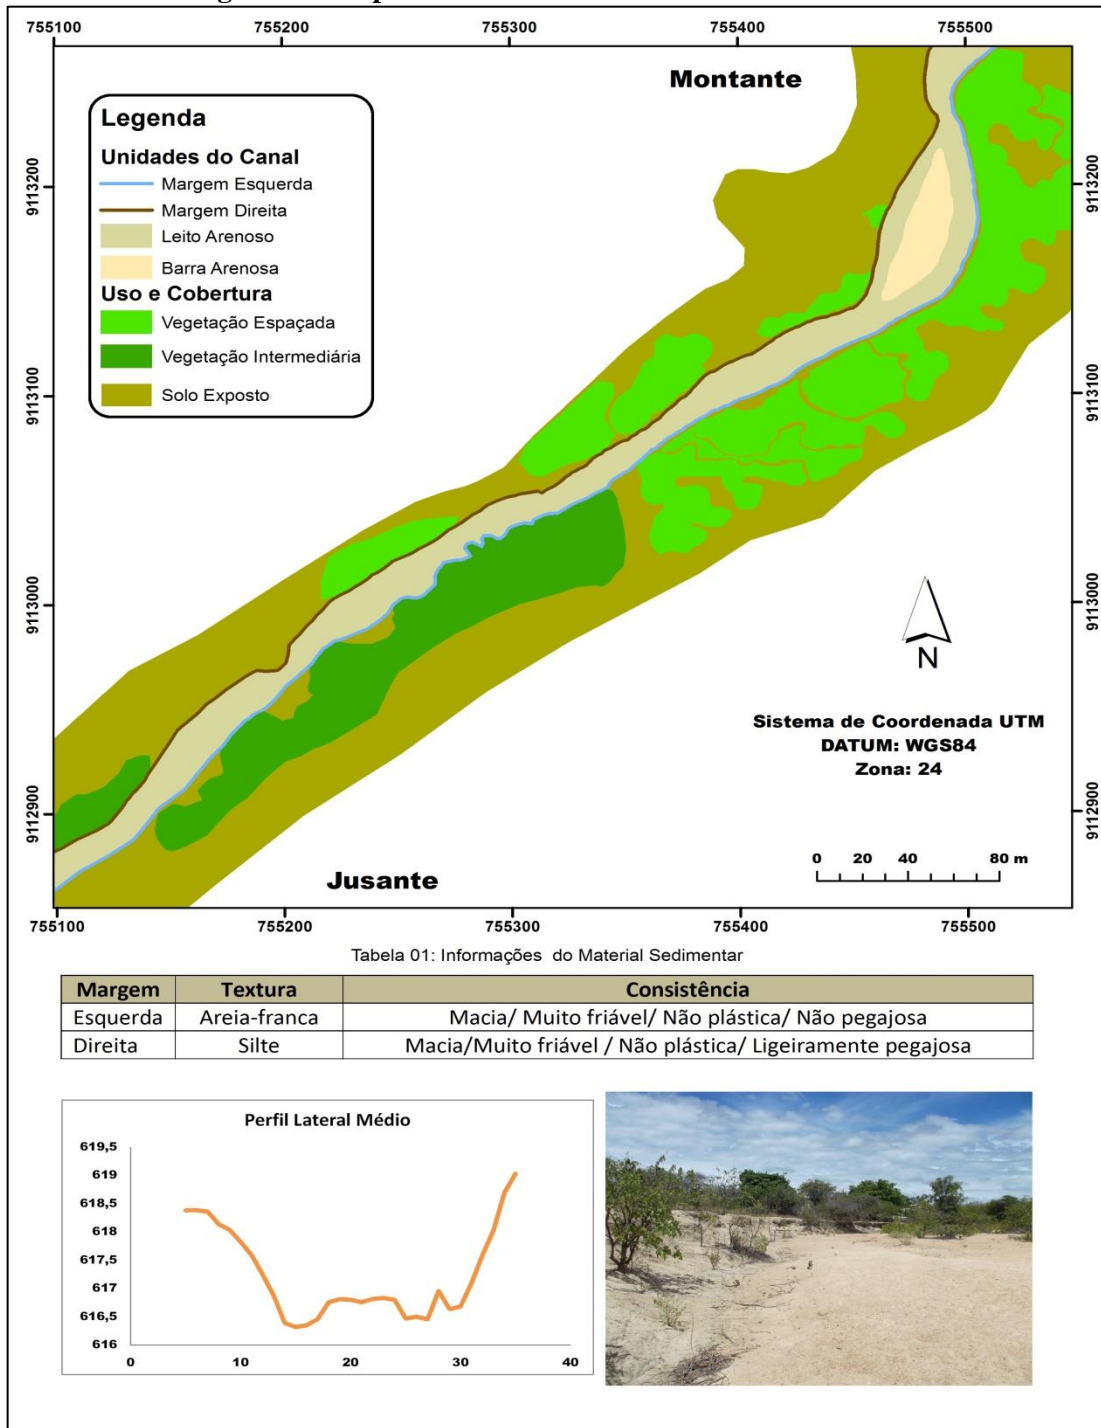 755100 755200 755300 755400 755500
Montante
Legenda
Unidades do Canal
Margem Esquerda
Margem Direita
Leito Arenoso
Barra Arenosa
Uso e Cobertura
Vegetação Espaçada
Vegetação Intermediária
Solo Exposto
9113200
9113100
9113000
9112900
9113200
9113100
9113000
9112900
N
Sistema de Coordenada UTM
DATUM: WGS84
Zona: 24
0 20 40 80 m
Jusante
755100 755200 755300 755400 755500
Tabela 01: Informações do Material Sedimentar
Margem Textura Consistência
Esquerda Areia-franca Macia/ Muito friável/ Não plástica/ Não pegajosa
Direita Silte Macia/Muito friável / Não plástica/ Ligeiramente pegajosa
Perfil Lateral Médio
619,5
619
618,5
618
617,5
617
616,5
616
0 10 20 30 40